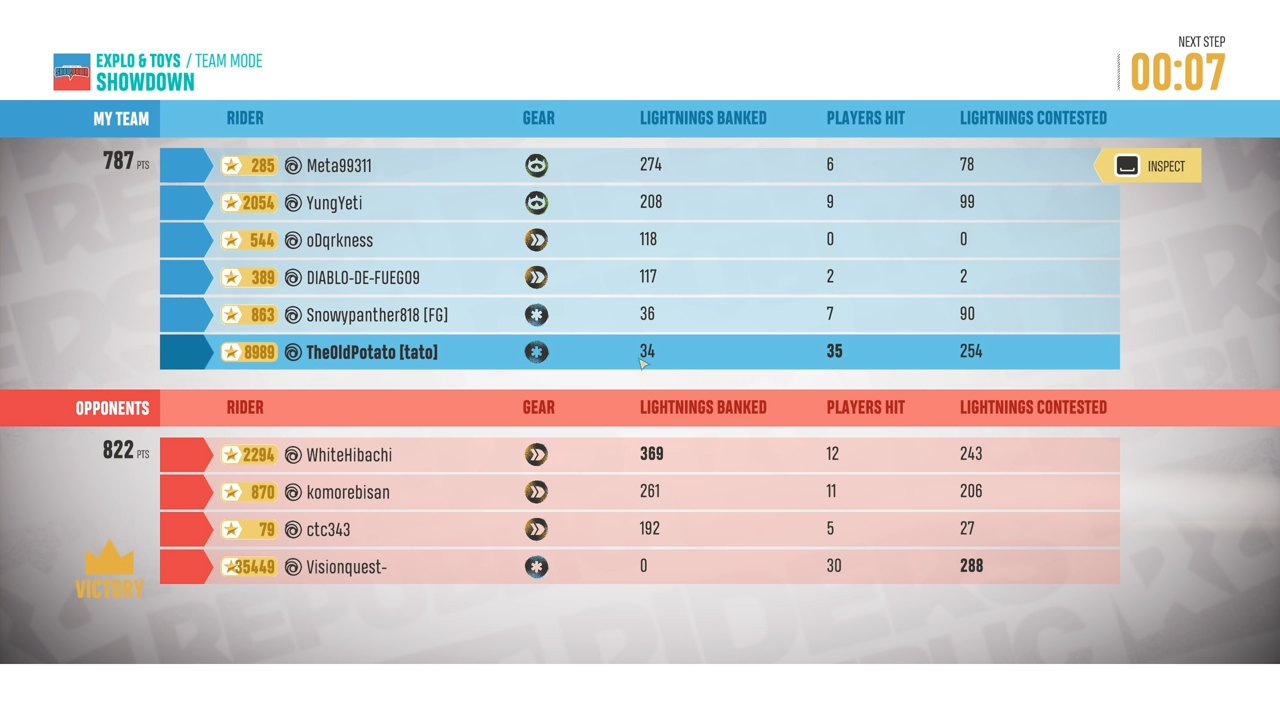 NEXT STEP
00:07
EXPLO & TOYS / TEAM MODE
SHOWDOWN
MY TEAM RIDER GEAR LIGHTNINGS BANKED PLAYERS HIT LIGHTNINGS CONTESTED
787 PTS
285 Meta99311 274 6 78 INSPECT
2054 YungYeti 208 9 99
544 oDqrkness 118 0 0
389 DIABLO-DE-FUEGO9 117 2 2
863 Snowypanther818 [FG] 36 7 90
8989 TheOldPotato [tato] 34 35 254
OPPONENTS RIDER GEAR LIGHTNINGS BANKED PLAYERS HIT LIGHTNINGS CONTESTED
822 PTS
2294 WhiteHibachi 369 12 243
870 komorebisan 261 11 206
79 ctc343 192 5 27
35449 Visionquest- 0 30 288
VICTORY